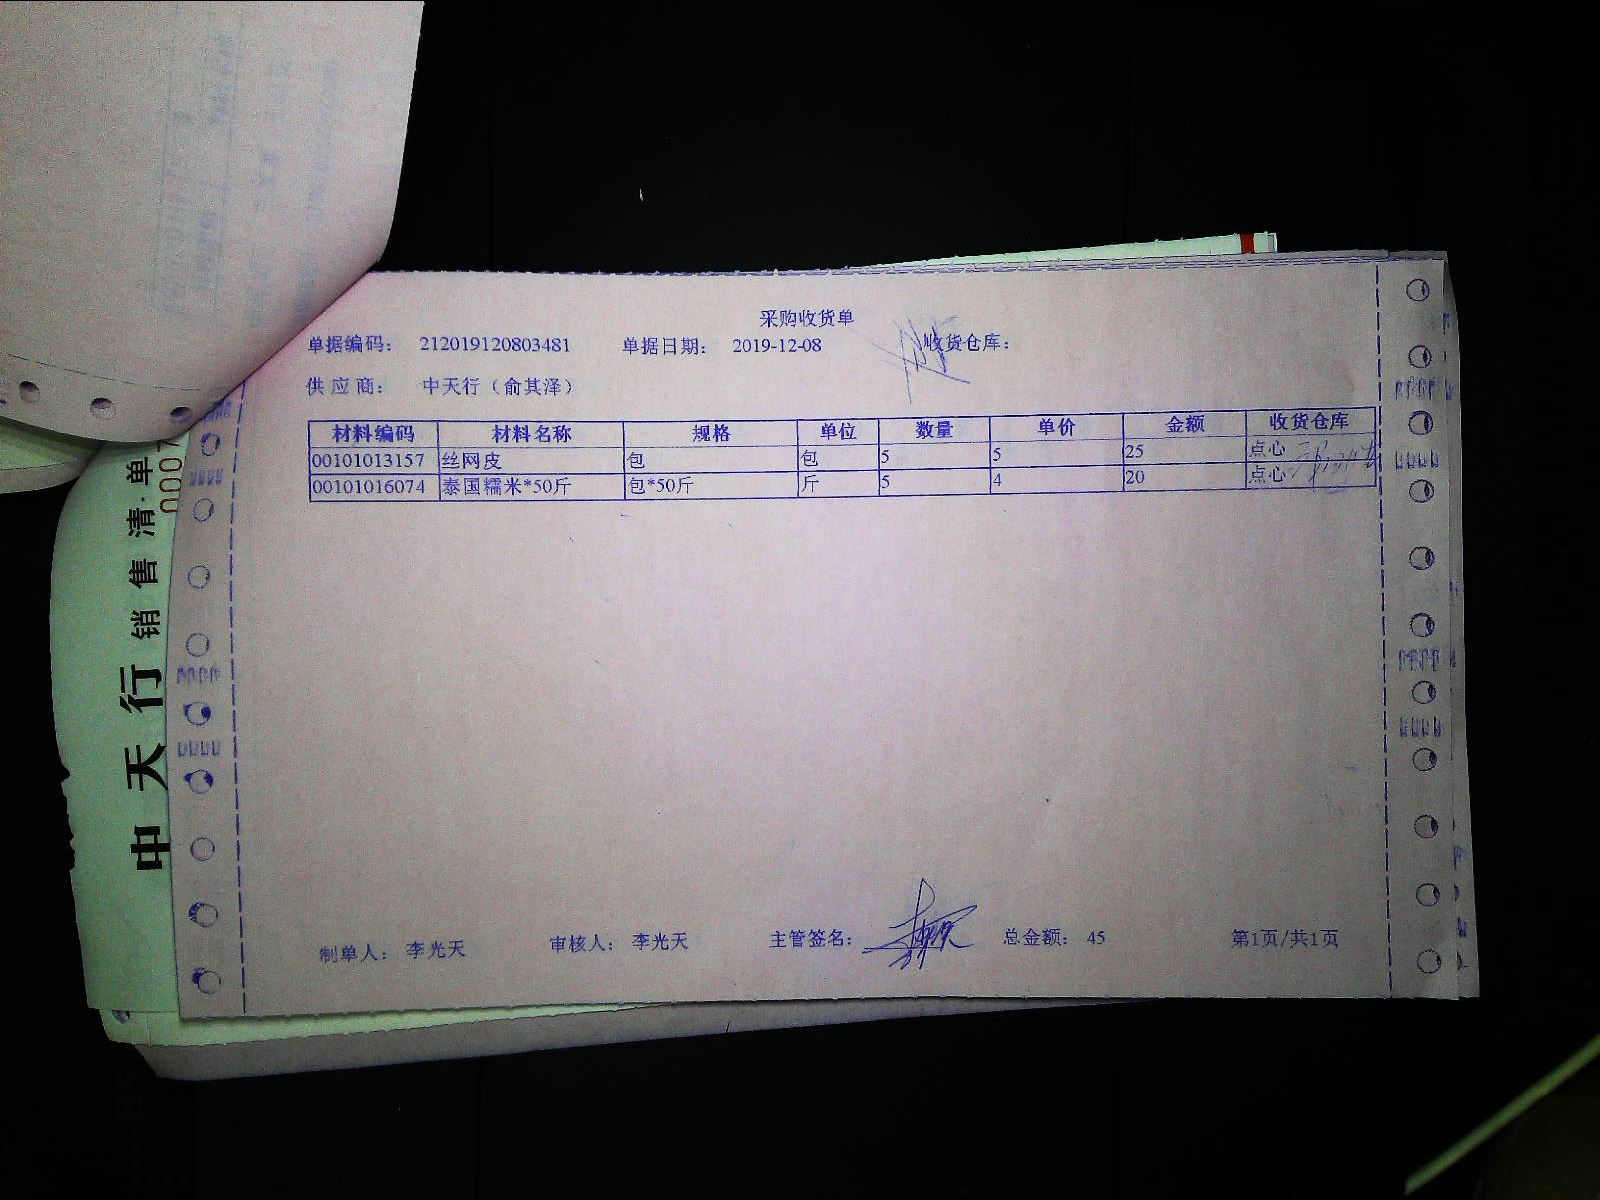 采购收货单
单据编码： 212019120803481 单据日期： 2019-12-08 收货仓库：
供应商： 中天行（俞其泽）
材料编码 材料名称 规格 单位 数量 单价 金额 收货仓库
00101013157 丝网皮 包 包 5 5 25 点心
00101016074 泰国糯米*50斤 包*50斤 斤 5 4 20 点心
制单人： 李光天 审核人： 李光天 主管签名： 总金额： 45 第1页/共1页
中天行销售清单
0007